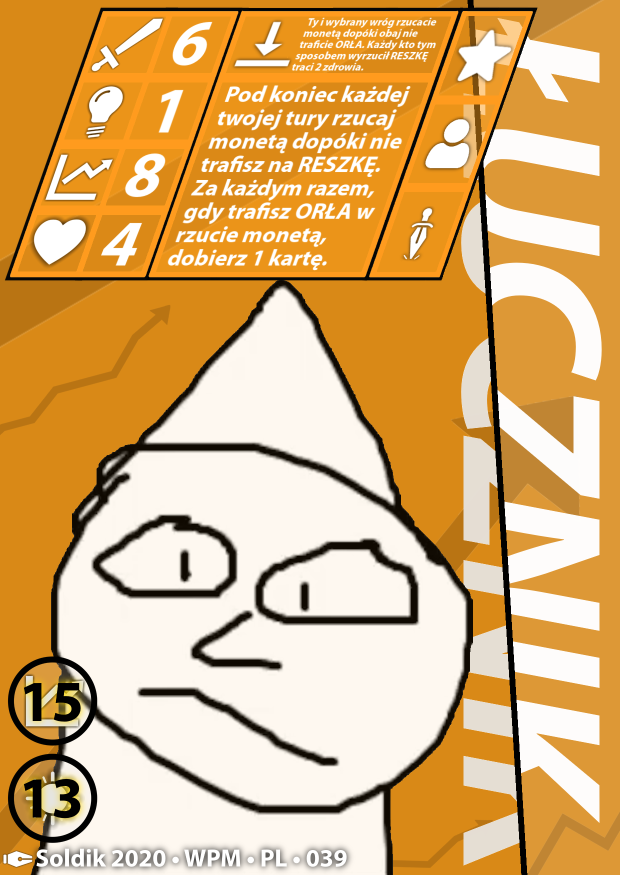 6
1
8
4
Ty i wybrany wróg rzucacie
monetą dopóki obaj nie
traficie ORŁA. Każdy kto tym
sposobem wyrzucił RESZKĘ
traci 2 zdrowia.
Pod koniec każdej
twojej tury rzucaj
monetą dopóki nie
trafisz na RESZKĘ.
Za każdym razem,
gdy trafisz ORŁA w
rzucie monetą,
dobierz 1 kartę.
ŁUCZNIK
15
13
Soldik 2020 • WPM • PL • 039